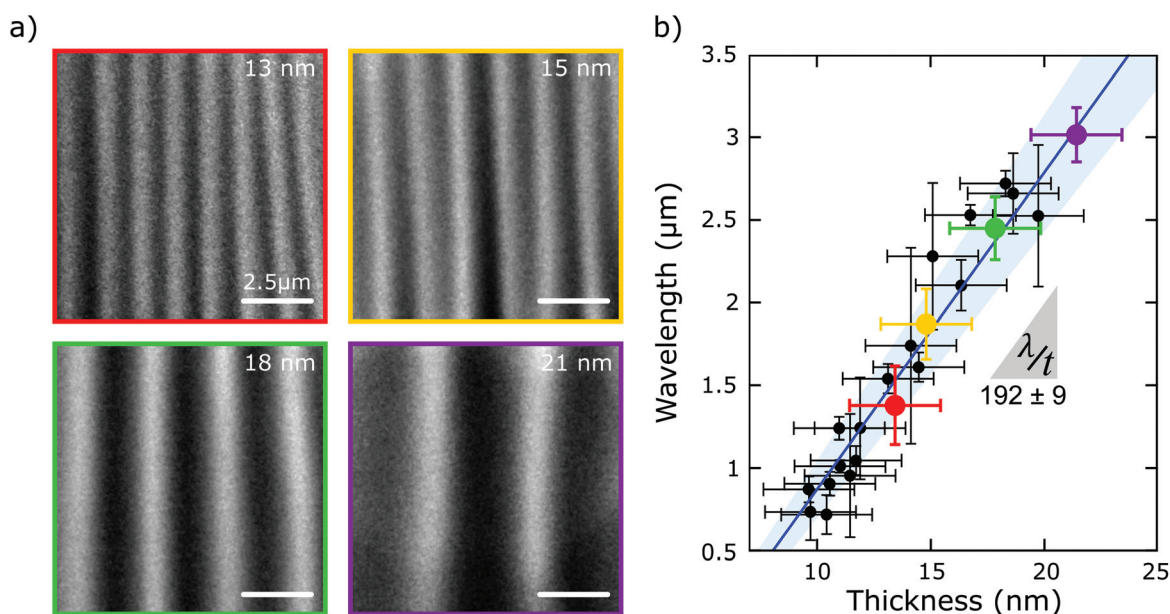 a)
13 nm
2.5µm
15 nm
18 nm
21 nm
b)
Wavelength (µm)
3.5
3
2.5
2
1.5
1
0.5
λ/t
192 ± 9
10
15
20
25
Thickness (nm)